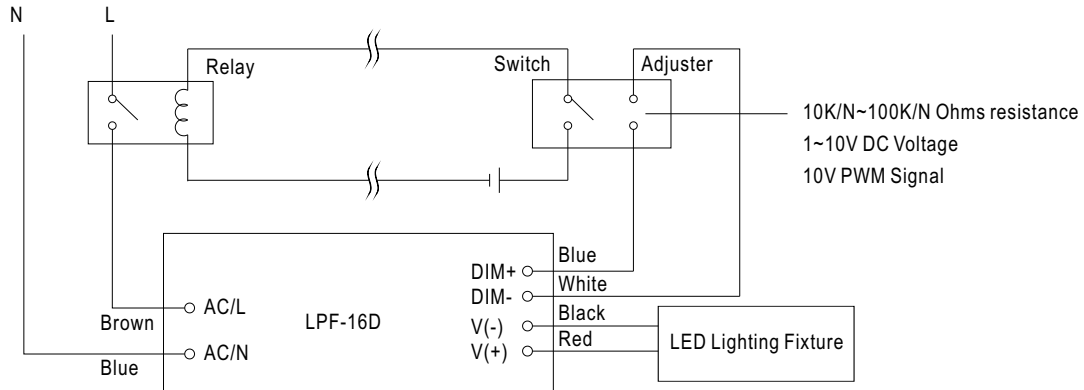 N L
Relay
Switch
Adjuster
10K/N~100K/N Ohms resistance
1~10V DC Voltage
10V PWM Signal
Blue
DIM+
White
DIM-
Black
V(-)
Red
V(+)
AC/L
Brown
LPF-16D
AC/N
Blue
LED Lighting Fixture